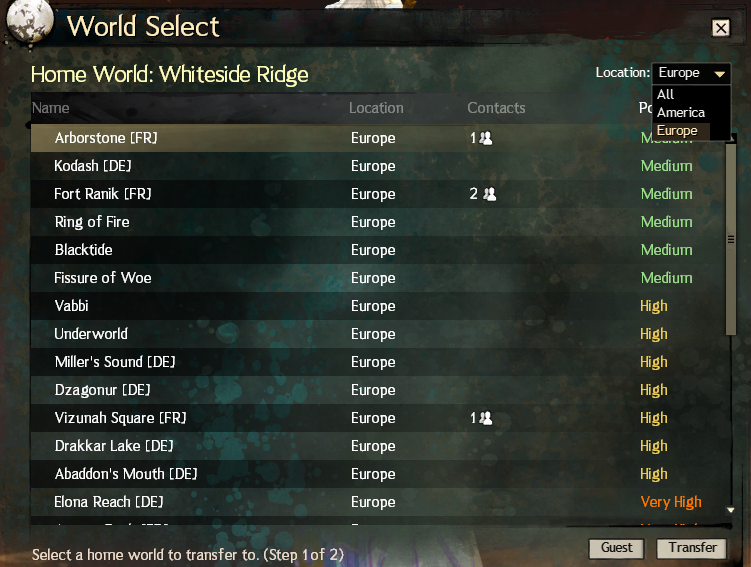 World Select
Home World: Whiteside Ridge
Location: Europe
All
America
Europe
Name Location Contacts
Arborstone [FR] Europe 1 Medium
Kodash [DE] Europe Medium
Fort Ranik [FR] Europe 2 Medium
Ring of Fire Europe Medium
Blacktide Europe Medium
Fissure of Woe Europe Medium
Vabbi Europe High
Underworld Europe High
Miller's Sound [DE] Europe High
Dzagonur [DE] Europe High
Vizunah Square [FR] Europe 1 High
Drakkar Lake [DE] Europe High
Abaddon's Mouth [DE] Europe High
Elona Reach [DE] Europe Very High
Select a home world to transfer to. (Step 1 of 2)
Guest Transfer